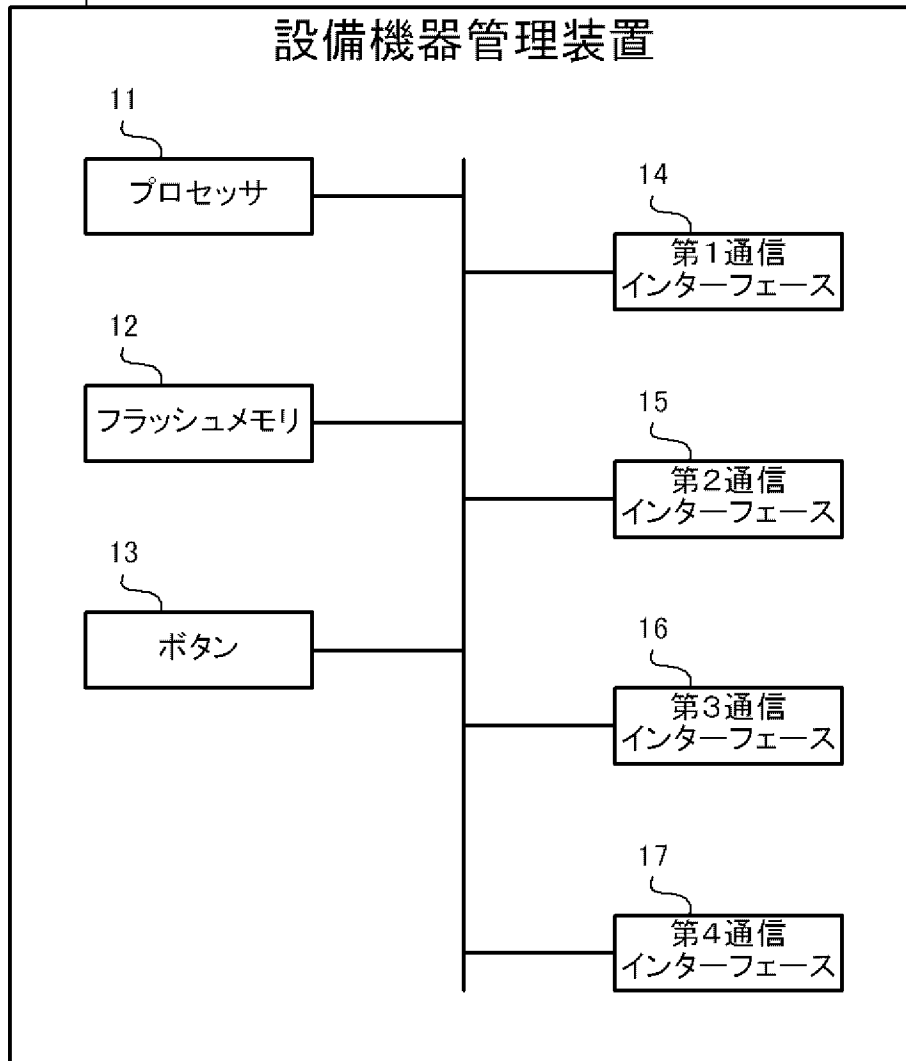 設備機器管理装置
11
プロセッサ
12
フラッシュメモリ
13
ボタン
14
第1通信
インターフェース
15
第2通信
インターフェース
16
第3通信
インターフェース
17
第4通信
インターフェース